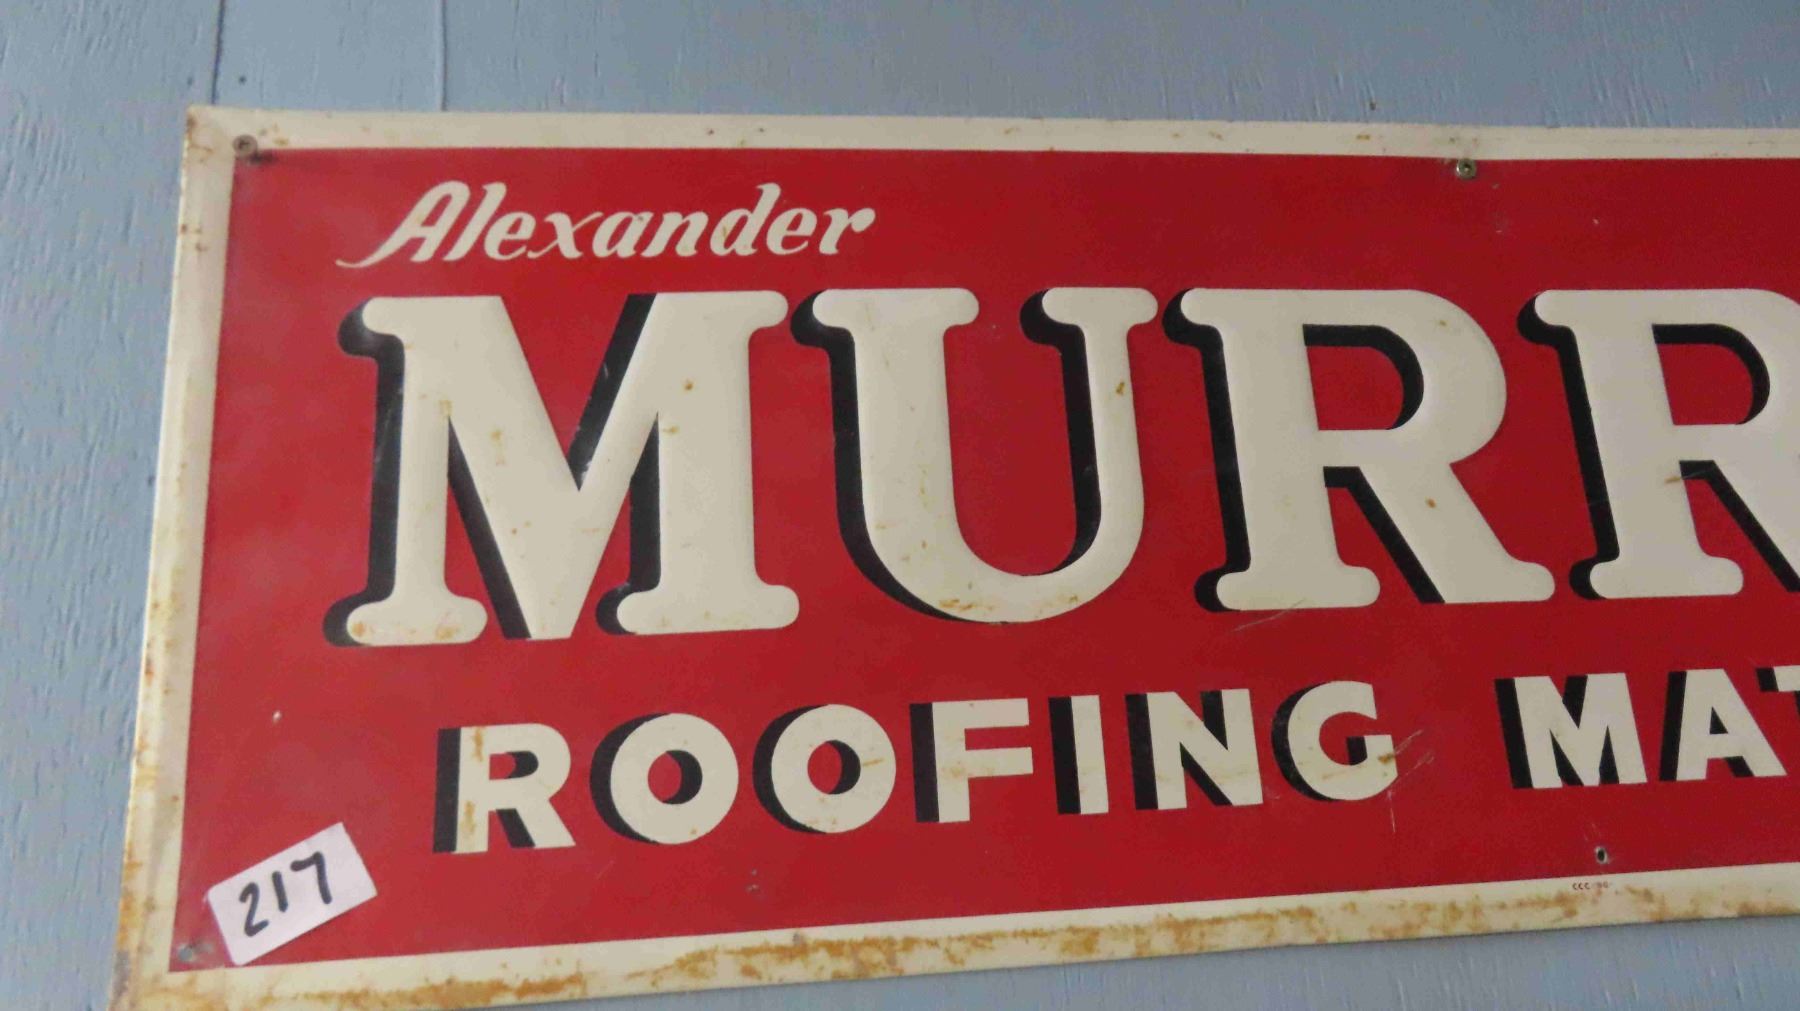 Alexander
MURR
ROOFING MAT
217